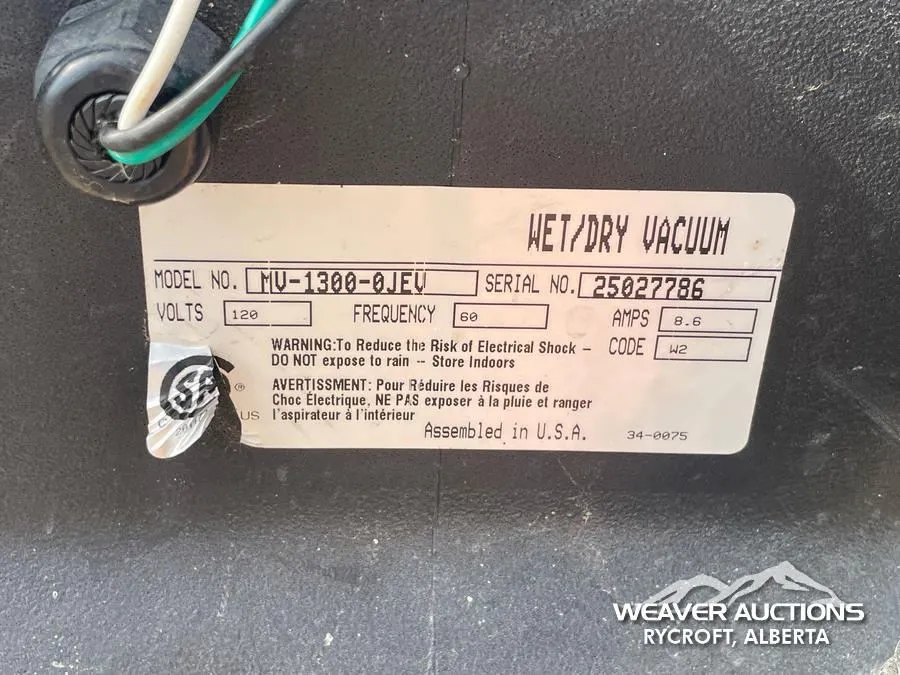 WET/DRY VACUUM
MODEL NO. MV-1300-0JEV SERIAL NO. 25027786
VOLTS 120 FREQUENCY 60 AMPS 8.6
CODE W2
WARNING:To Reduce the Risk of Electrical Shock –
DO NOT expose to rain -- Store Indoors
AVERTISSMENT: Pour Réduire les Risques de
Choc Électrique, NE PAS exposer à la pluie et ranger
l'aspirateur à l'intérieur
® C US
Assembled in U.S.A. 34-0075
WEAVER AUCTIONS
RYCROFT, ALBERTA